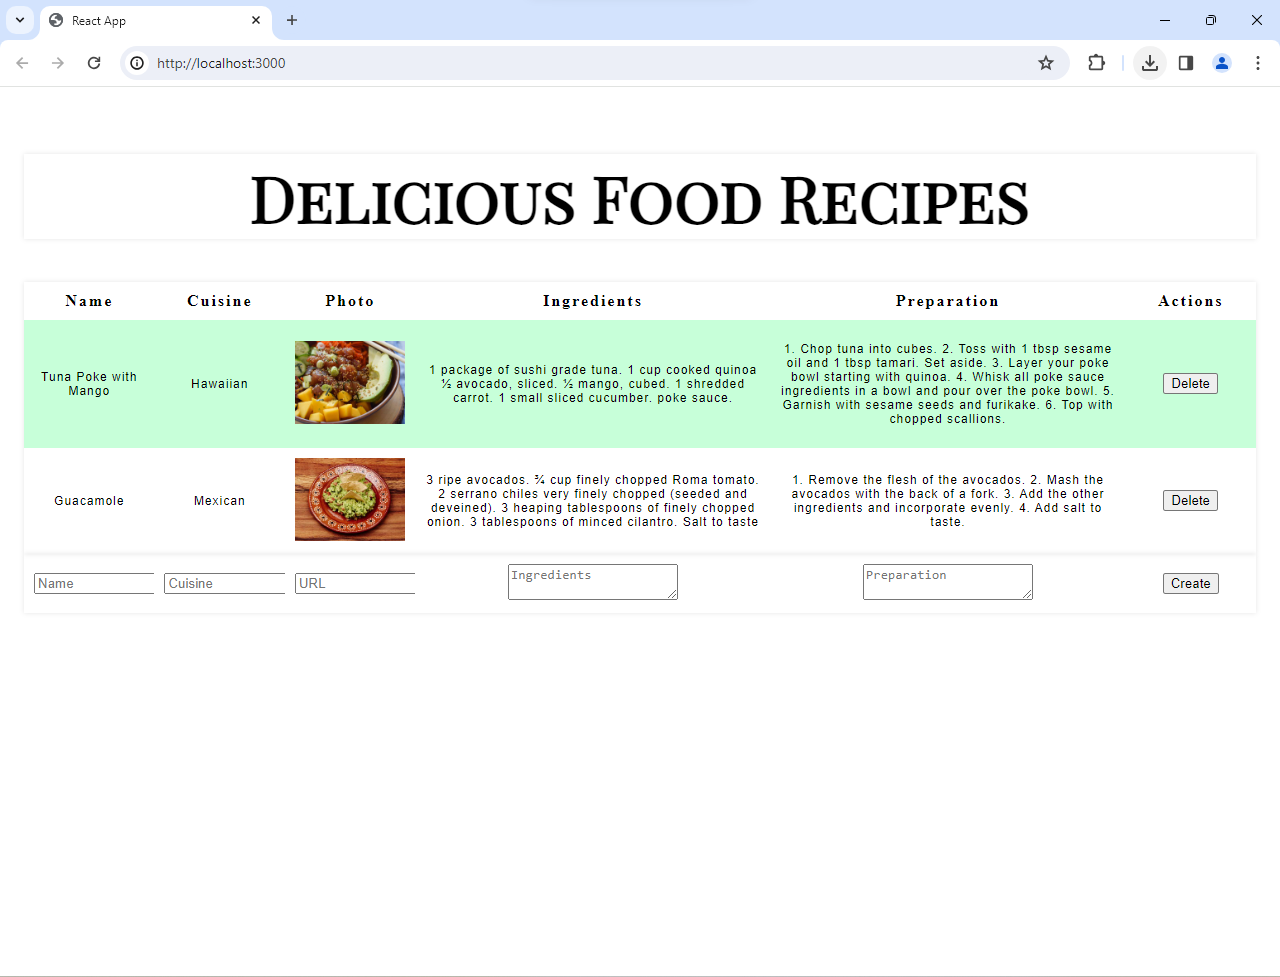 React App
http://localhost:3000
Delicious Food Recipes
Name Cuisine Photo Ingredients Preparation Actions
Tuna Poke with
Mango
Hawaiian
1 package of sushi grade tuna. 1 cup cooked quinoa
½ avocado, sliced. ½ mango, cubed. 1 shredded
carrot. 1 small sliced cucumber. poke sauce.
1. Chop tuna into cubes. 2. Toss with 1 tbsp sesame
oil and 1 tbsp tamari. Set aside. 3. Layer your poke
bowl starting with quinoa. 4. Whisk all poke sauce
ingredients in a bowl and pour over the poke bowl. 5.
Garnish with sesame seeds and furikake. 6. Top with
chopped scallions.
Delete
Guacamole
Mexican
3 ripe avocados. ¾ cup finely chopped Roma tomato.
2 serrano chiles very finely chopped (seeded and
deveined). 3 heaping tablespoons of finely chopped
onion. 3 tablespoons of minced cilantro. Salt to taste
1. Remove the flesh of the avocados. 2. Mash the
avocados with the back of a fork. 3. Add the other
ingredients and incorporate evenly. 4. Add salt to
taste.
Delete
Name Cuisine URL Ingredients Preparation Create